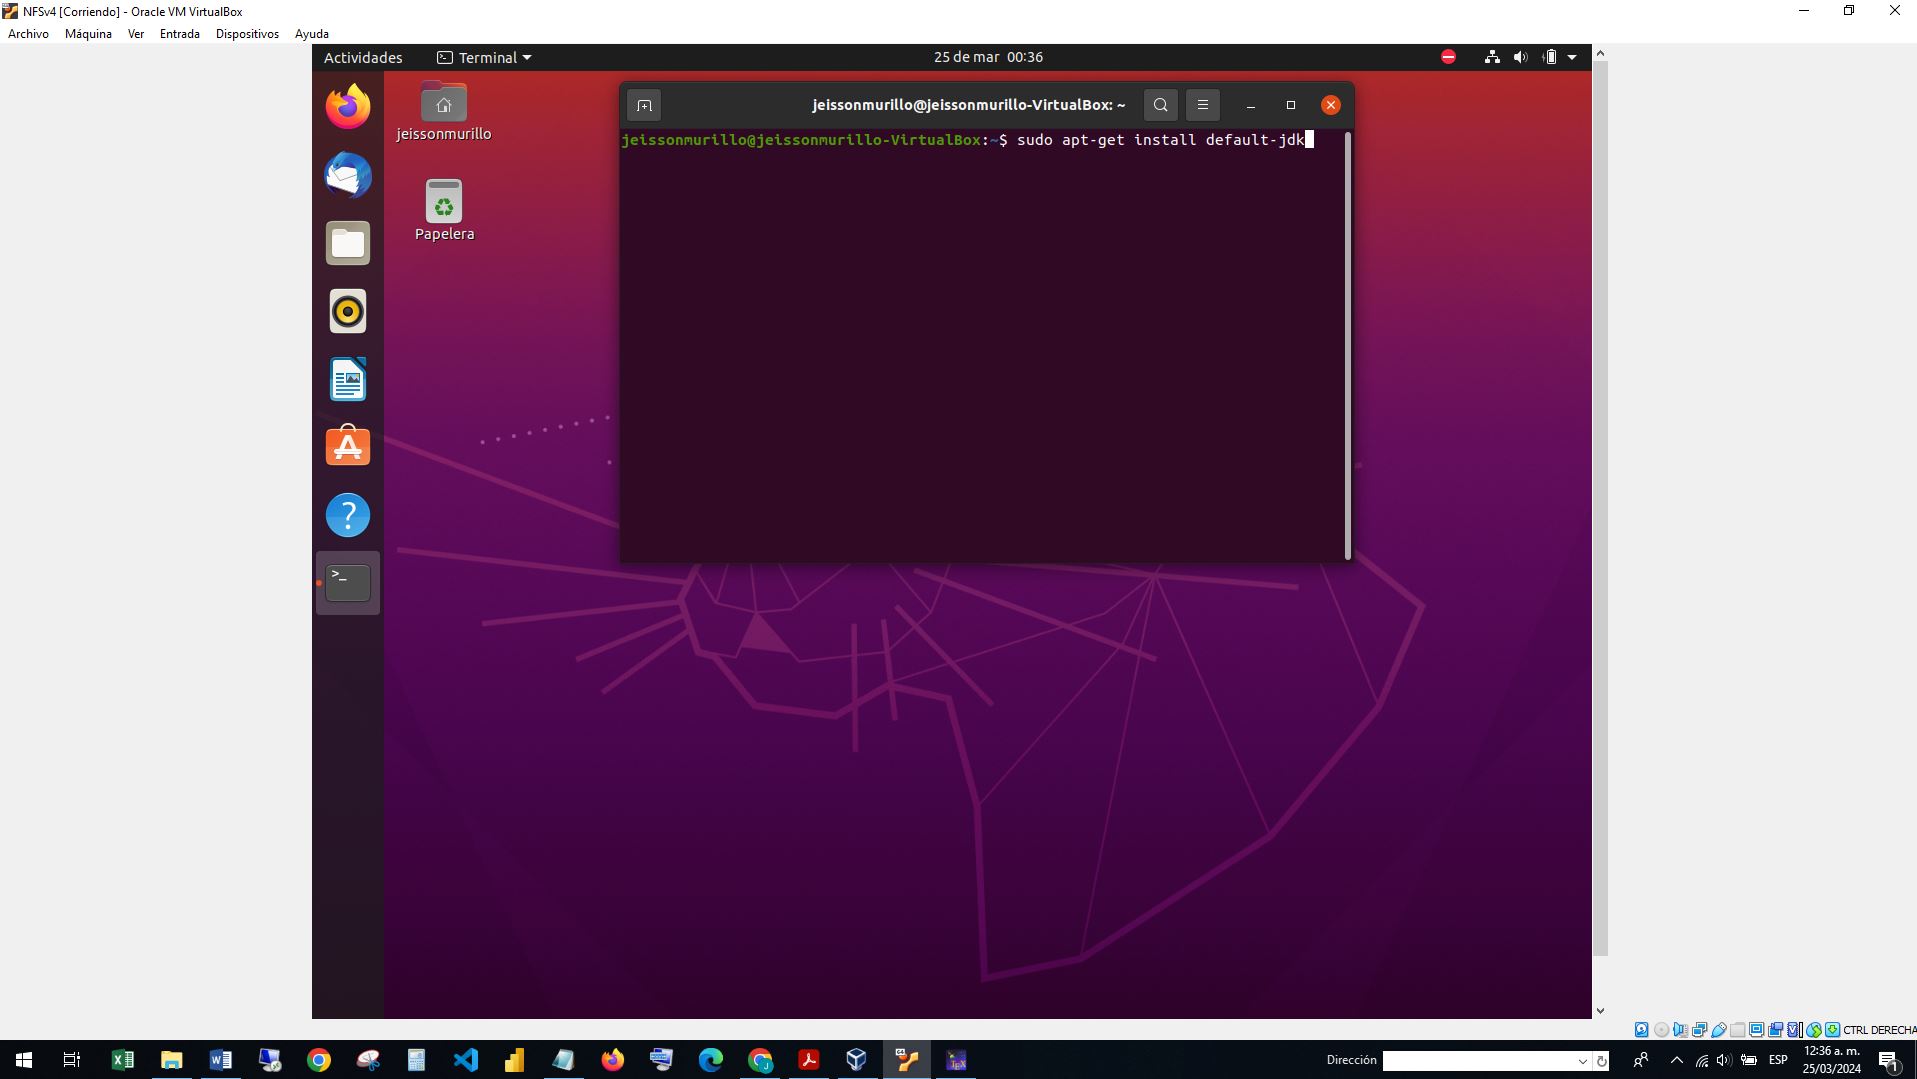 NFSv4 [Corriendo] - Oracle VM VirtualBox
Archivo Máquina Ver Entrada Dispositivos Ayuda
Actividades Terminal 25 de mar 00:36
jeissonmurillo
Papelera
jeissonmurillo@jeissonmurillo-VirtualBox: ~
jeissonmurillo@jeissonmurillo-VirtualBox:~$ sudo apt-get install default-jdk
CTRL DERECHA
Dirección
ESP
12:36 a. m.
25/03/2024
1